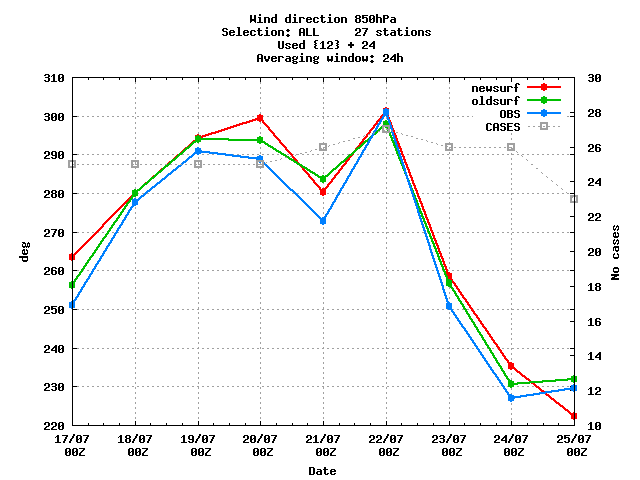 Wind direction 850hPa
Selection: ALL     27 stations
Used {12} + 24
Averaging window: 24h
newsurf
oldsurf
OBS
CASES
deg
310
300
290
280
270
260
250
240
230
220
30
28
26
24
22
20
18
16
14
12
10
No cases
17/07 18/07 19/07 20/07 21/07 22/07 23/07 24/07 25/07
00Z 00Z 00Z 00Z 00Z 00Z 00Z 00Z 00Z
Date